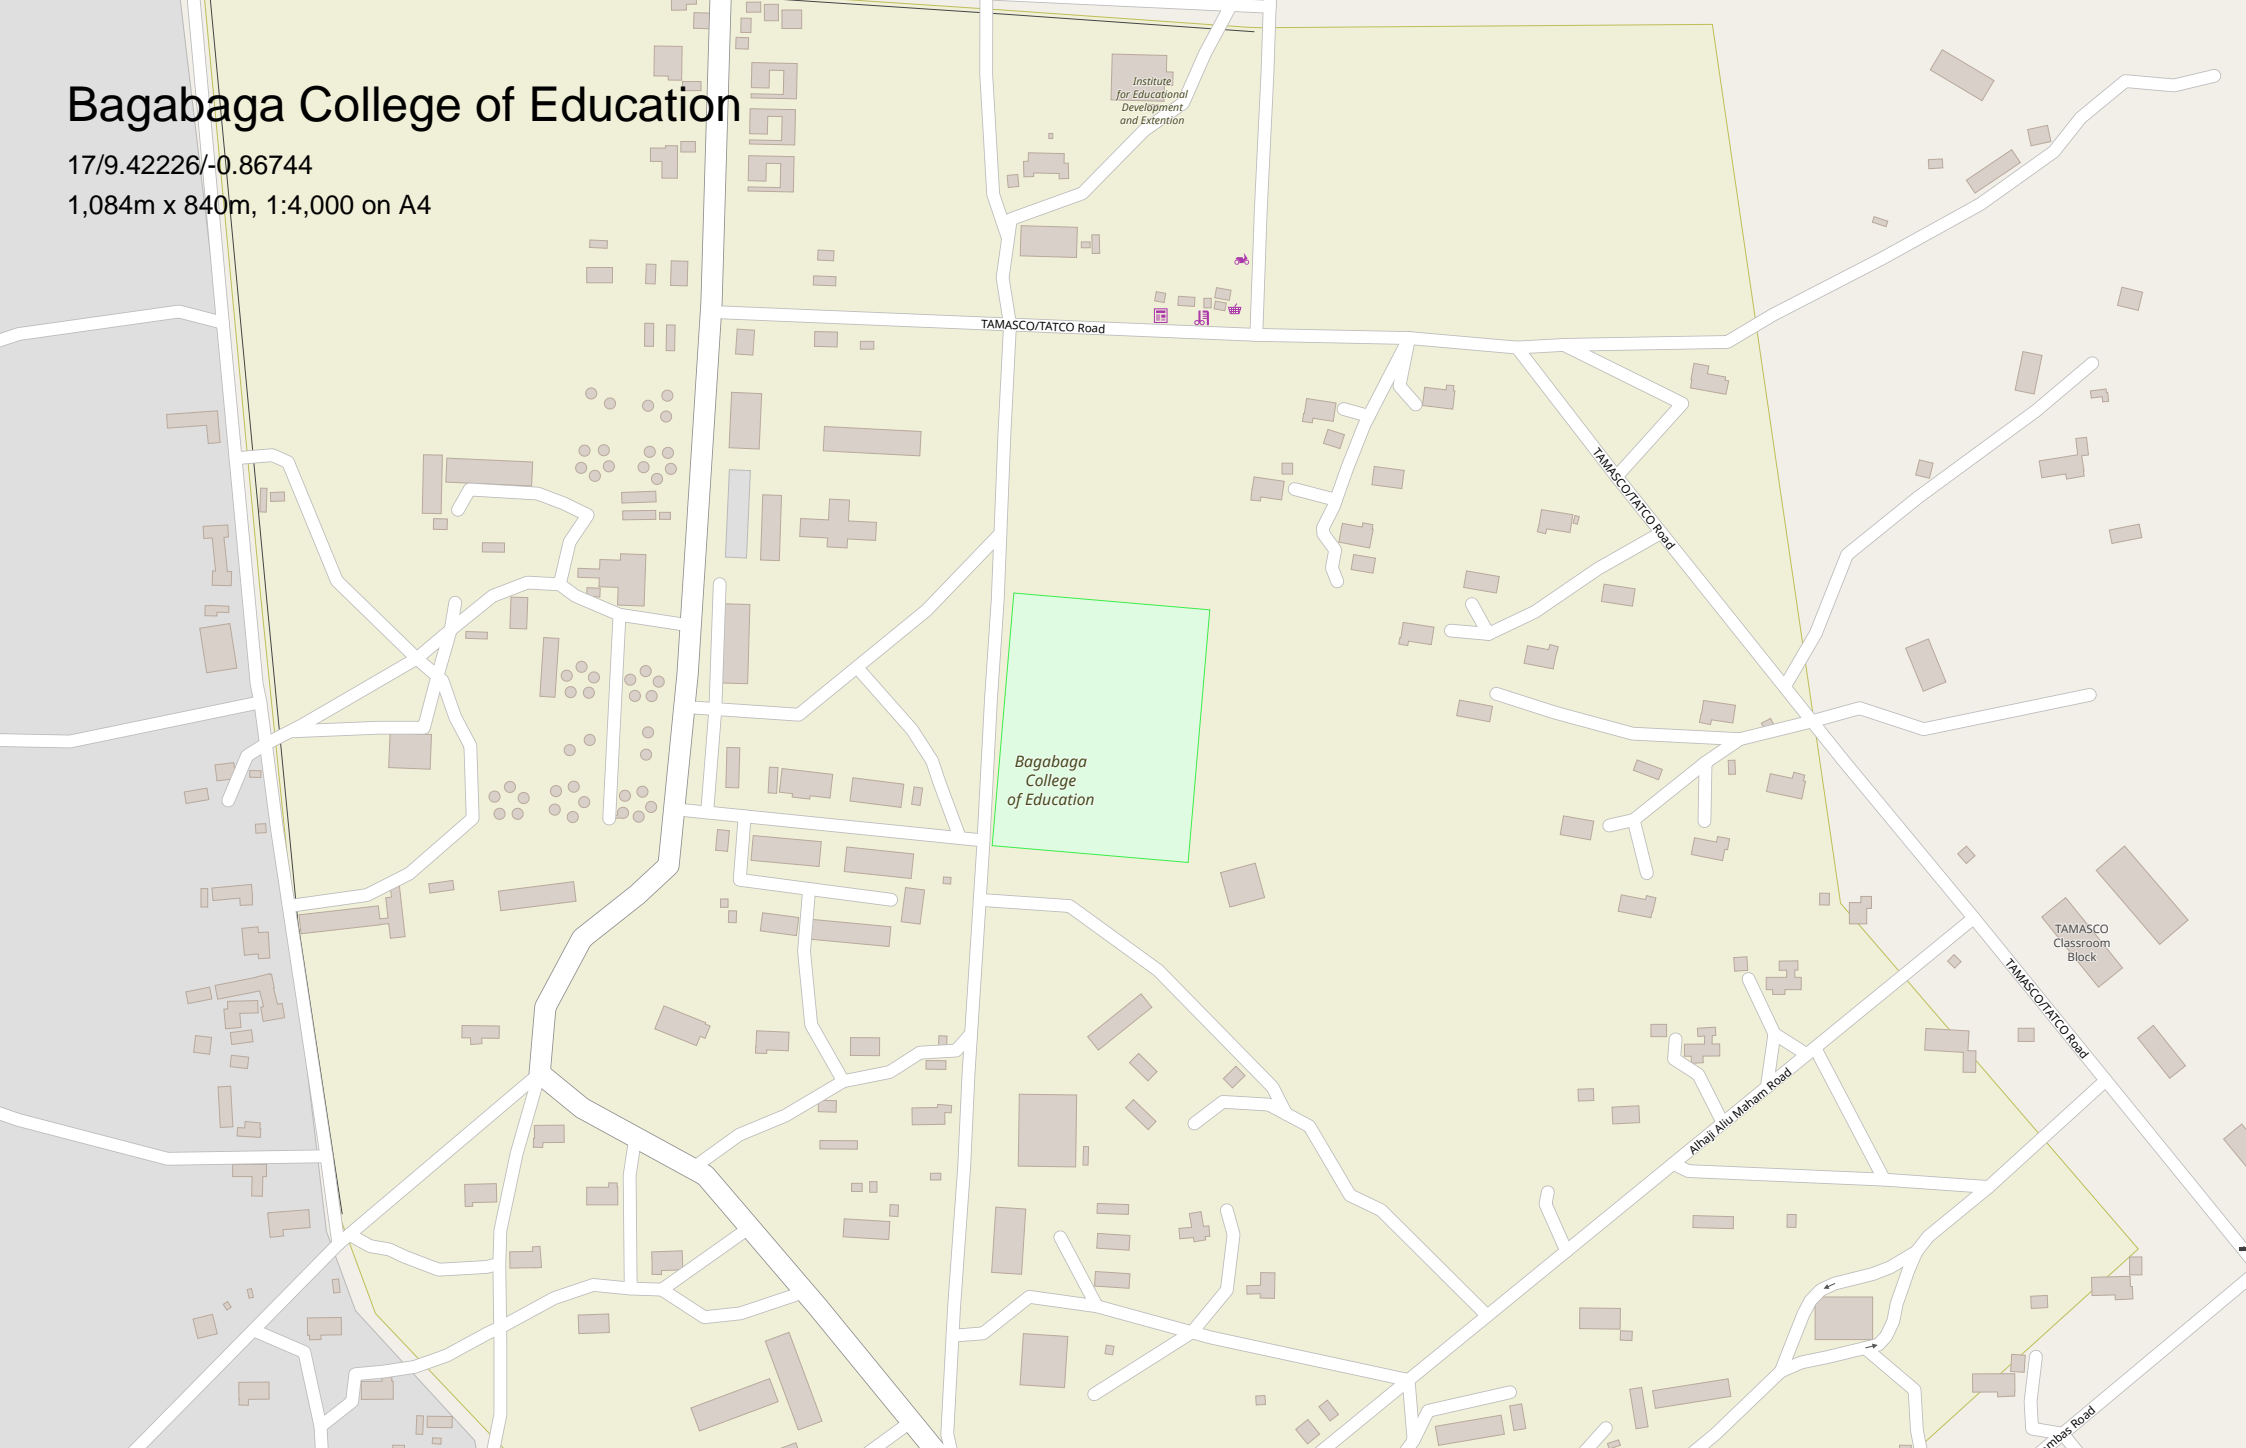 Bagabaga College of Education
17/9.42226/-0.86744
1,084m x 840m, 1:4,000 on A4
Institute
for Educational
Development
and Extention
TAMASCO/TATCO Road
TAMASCO/TATCO Road
Bagabaga
College
of Education
TAMASCO
Classroom
Block
TAMASCO/TATCO Road
Alhaji Aliu Maham Road
Road